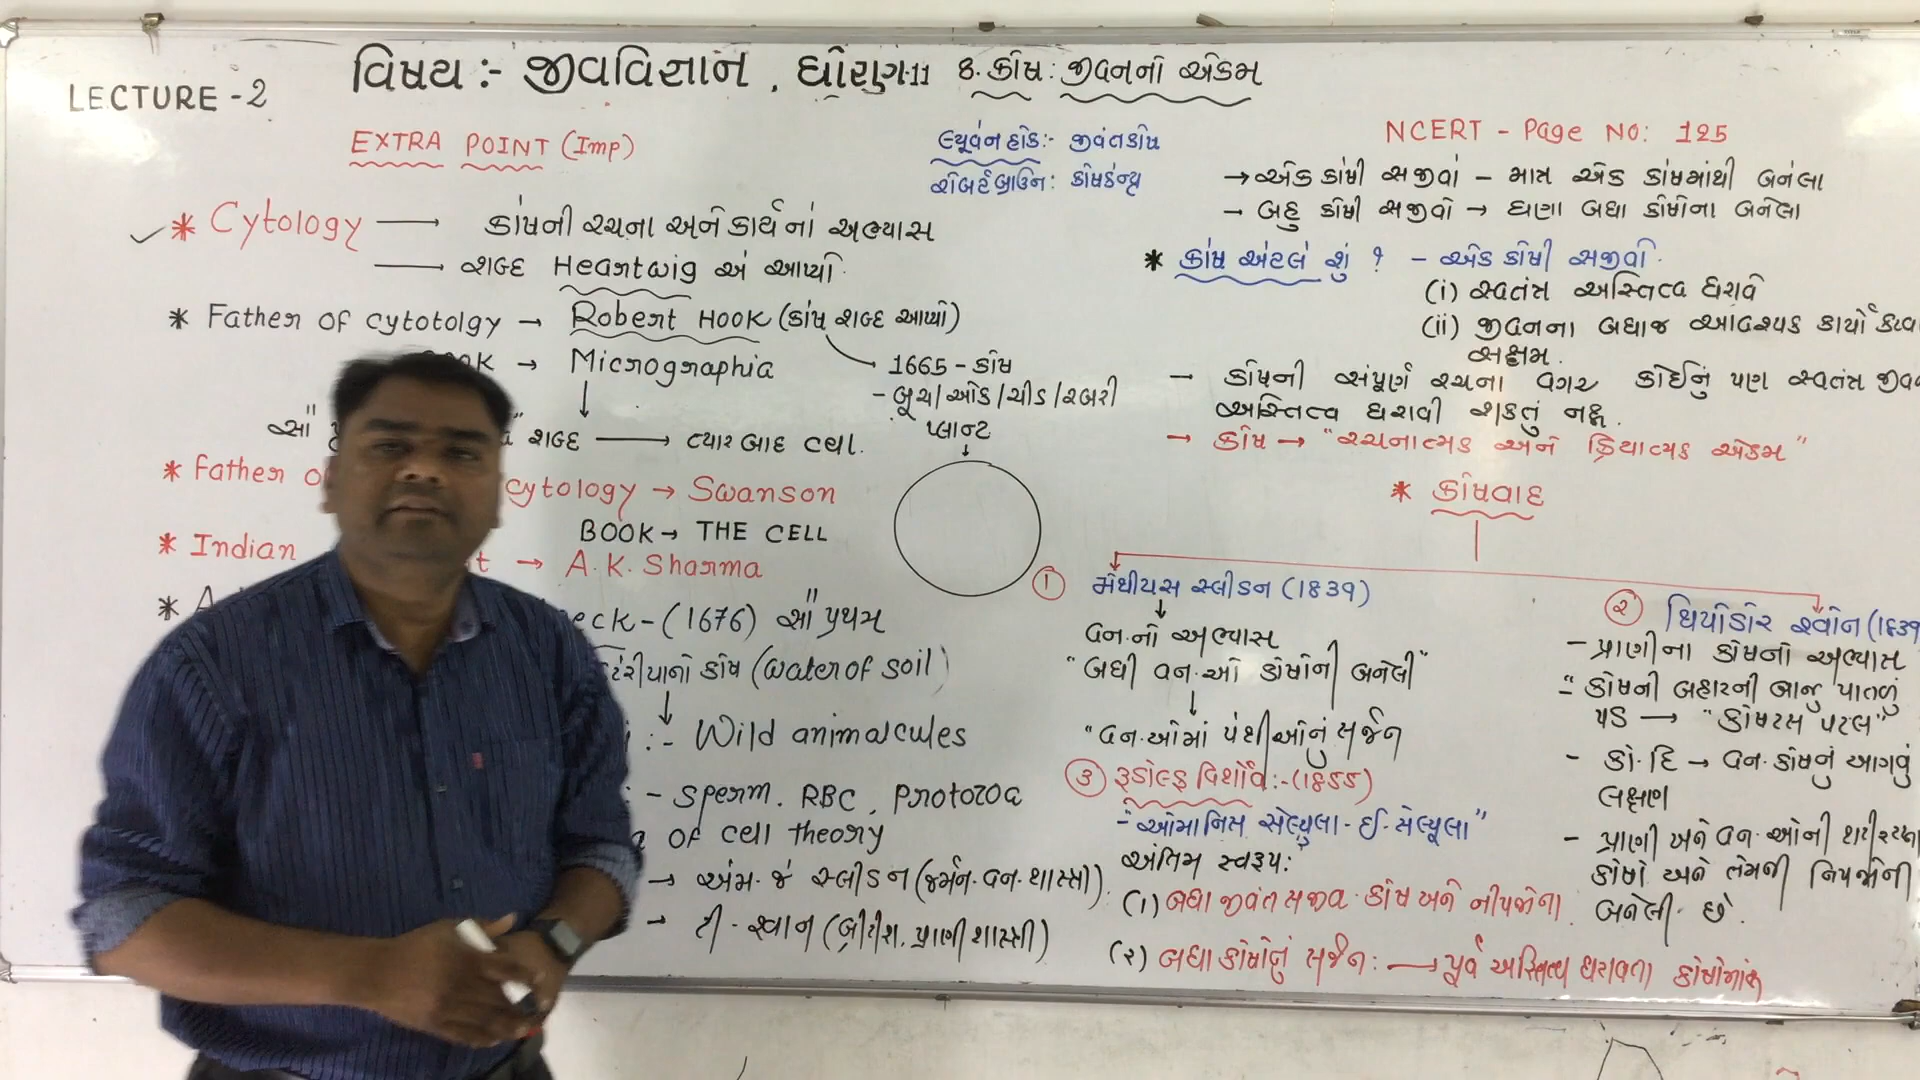 LECTURE - 2
વિષય :- જીવવિજ્ઞાન , ધોરણ-11 8. કોષ : જીવનનો એકમ
EXTRA POINT (Imp)
* Cytology — કોષની રચના અને કાર્યનો અભ્યાસ
— શબ્દ Heartwig એ આપ્યો.
* Father of cytotolgy → Robert HOOK (કોષ શબ્દ આપ્યો)
→ Micrographia
1665 - કોષ
- બૂચ/ઓક/ચીડ/રબરી
પ્લાન્ટ
શબ્દ → ત્યાર બાદ cell.
* Father o cytology → Swanson
BOOK → THE CELL
* Indian t → A. K. Sharma
eck - (1676) સૌ પ્રથમ
ટેરીયાનો કોષ (water of soil)
:- Wild animalcules
:- Sperm, RBC, Protozoa
of cell theory
→ એમ. જે સ્લીડન (જર્મન. વન. શાસ્ત્રી)
→ ટી. શ્વાન (બ્રીટીશ. પ્રાણી શાસ્ત્રી)
લ્યુવેન હોક :- જીવંત કોષ
રોબર્ટ બ્રાઉન : કોષકેન્દ્ર
NCERT - Page NO: 125
→ એક કોષી સજીવો - માત્ર એક કોષમાંથી બનેલા
→ બહુ કોષી સજીવો → ઘણા બધા કોષોના બનેલા
* કોષ એટલે શું ? - એક કોષી સજીવો.
(i) સ્વતંત્ર અસ્તિત્વ ધરાવે
(ii) જીવનના બધાજ આવશ્યક કાર્યો કરવા
સક્ષમ.
- કોષની સંપૂર્ણ રચના વગર કોઈનું પણ સ્વતંત્ર જીવ
અસ્તિત્વ ધરાવી શકતું નથી.
→ કોષ → "રચનાત્મક અને ક્રિયાત્મક એકમ"
* કોષવાદ
① મેથીયસ સ્લીડન (1839)
વન.નો અભ્યાસ
"બધી વન.ઓ કોષોની બનેલી"
"વન.ઓમાં પેશીઓનું સર્જન
③ રૂડોલ્ફ વિર્શોવ :- (1855)
- "ઓમાનિસ સેલ્યુલા - ઈ - સેલ્યુલા"
અંતિમ સ્વરૂપ :
(1) બધા જીવંત સજીવ કોષ અને નીપજોના
(૨) બધા કોષોનું સર્જન : → પૂર્વ અસ્તિત્વ ધરાવતા કોષોમાંથી
② થિયોડોર શ્વોન (1839
- પ્રાણીના કોષનો અભ્યાસ
- "કોષની બહારની બાજુ પાતળું
પડ → "કોષરસ પટલ"
- કો. દિ → વન. કોષનું આગવું
લક્ષણ
- પ્રાણી અને વન.ઓની શરીરરચના
કોષો અને તેમની નિપજોની
બનેલી છે.